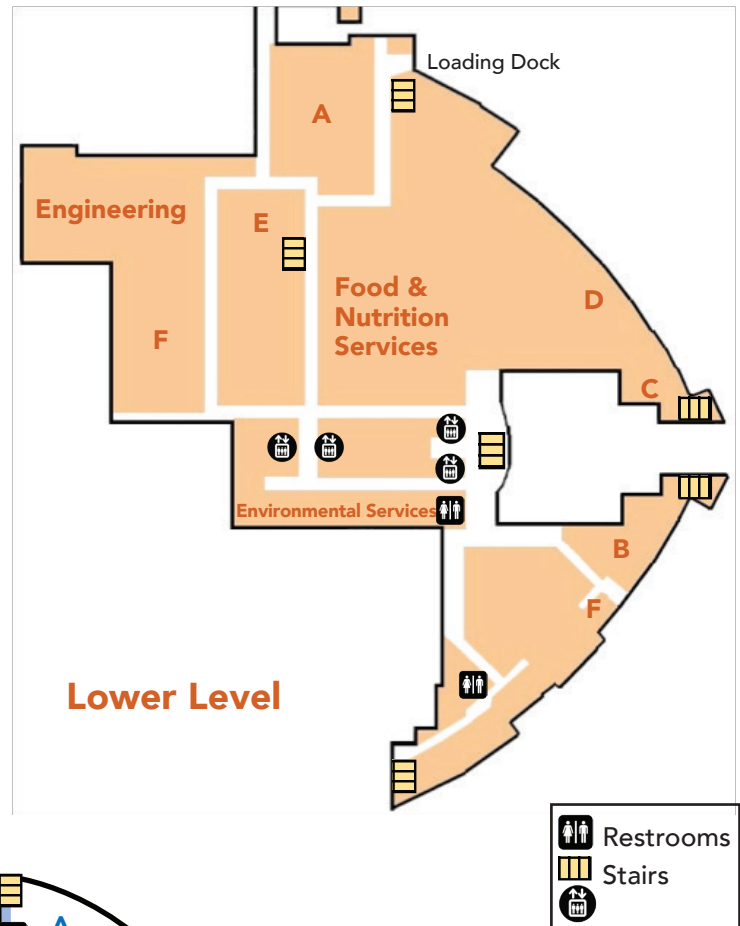 Loading Dock
A
Engineering
E
Food &
Nutrition
Services
D
F
C
Environmental Services
B
F
Lower Level
Restrooms
Stairs
A